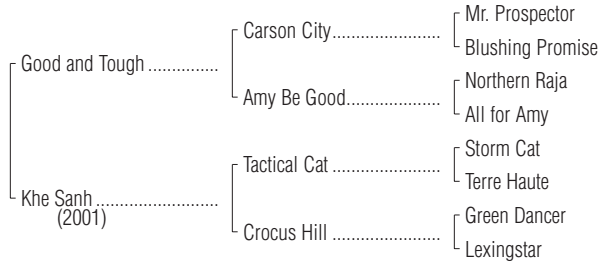 Mr. Prospector
Carson City
Blushing Promise
Good and Tough
Northern Raja
Amy Be Good
All for Amy
Storm Cat
Tactical Cat
Terre Haute
Khe Sanh
(2001)
Green Dancer
Crocus Hill
Lexingstar